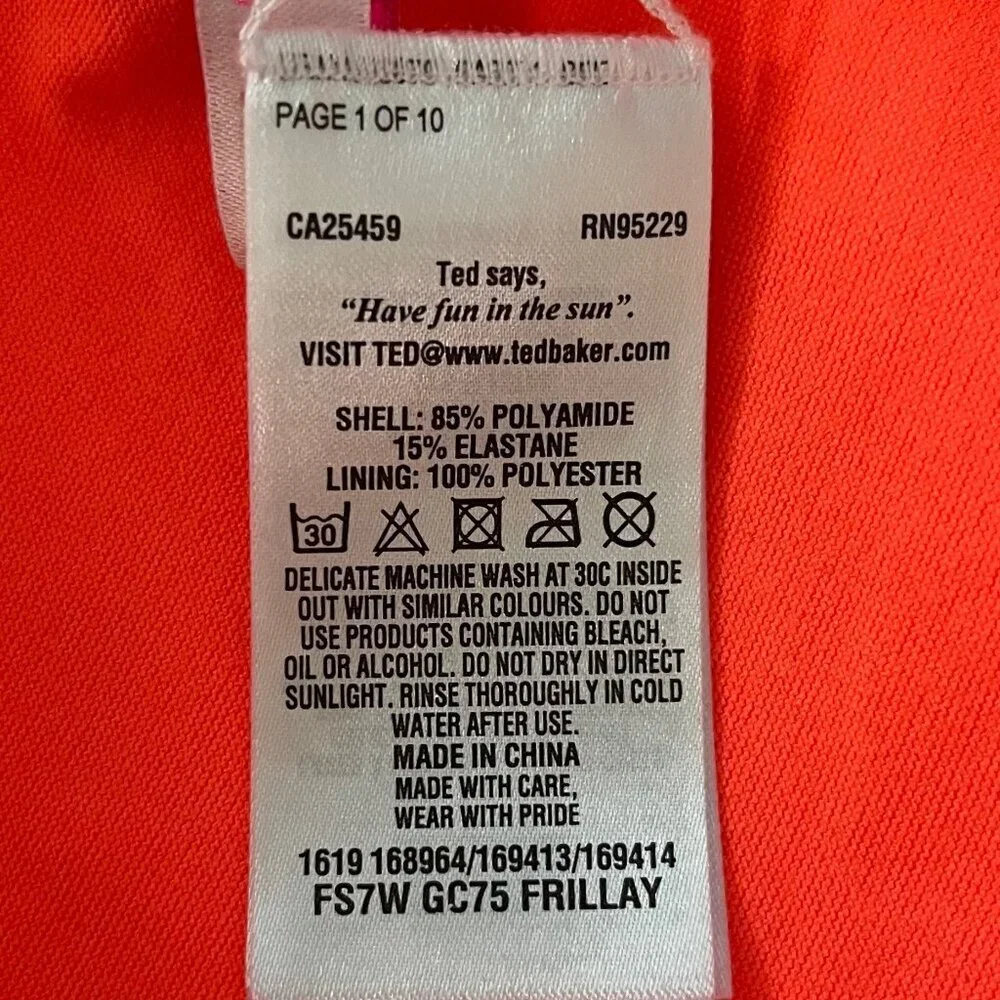 PAGE 1 OF 10
CA25459 RN95229
Ted says,
“Have fun in the sun”.
VISIT TED@www.tedbaker.com
SHELL: 85% POLYAMIDE
15% ELASTANE
LINING: 100% POLYESTER
30
DELICATE MACHINE WASH AT 30C INSIDE
OUT WITH SIMILAR COLOURS. DO NOT
USE PRODUCTS CONTAINING BLEACH,
OIL OR ALCOHOL. DO NOT DRY IN DIRECT
SUNLIGHT. RINSE THOROUGHLY IN COLD
WATER AFTER USE.
MADE IN CHINA
MADE WITH CARE,
WEAR WITH PRIDE
1619 168964/169413/169414
FS7W GC75 FRILLAY